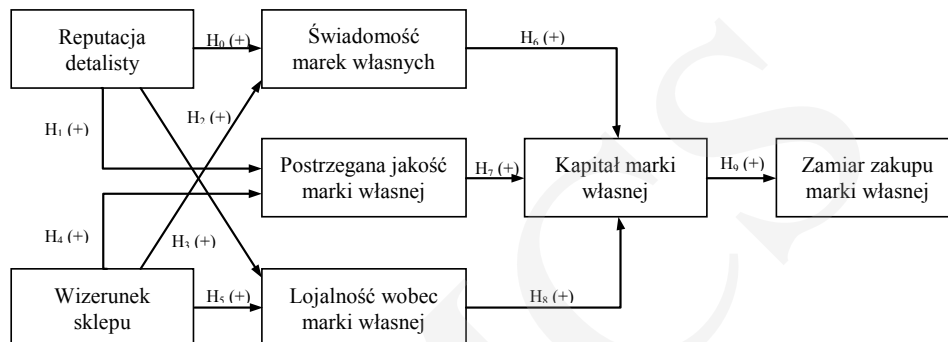 Reputacja
detalisty
H₀ (+)
Świadomość
marek własnych
H₆ (+)
H₁ (+)
H₂ (+)
Postrzegana jakość
marki własnej
H₇ (+)
Kapitał marki
własnej
H₉ (+)
Zamiar zakupu
marki własnej
H₄ (+)
H₃ (+)
Wizerunek
sklepu
H₅ (+)
Lojalność wobec
marki własnej
H₈ (+)